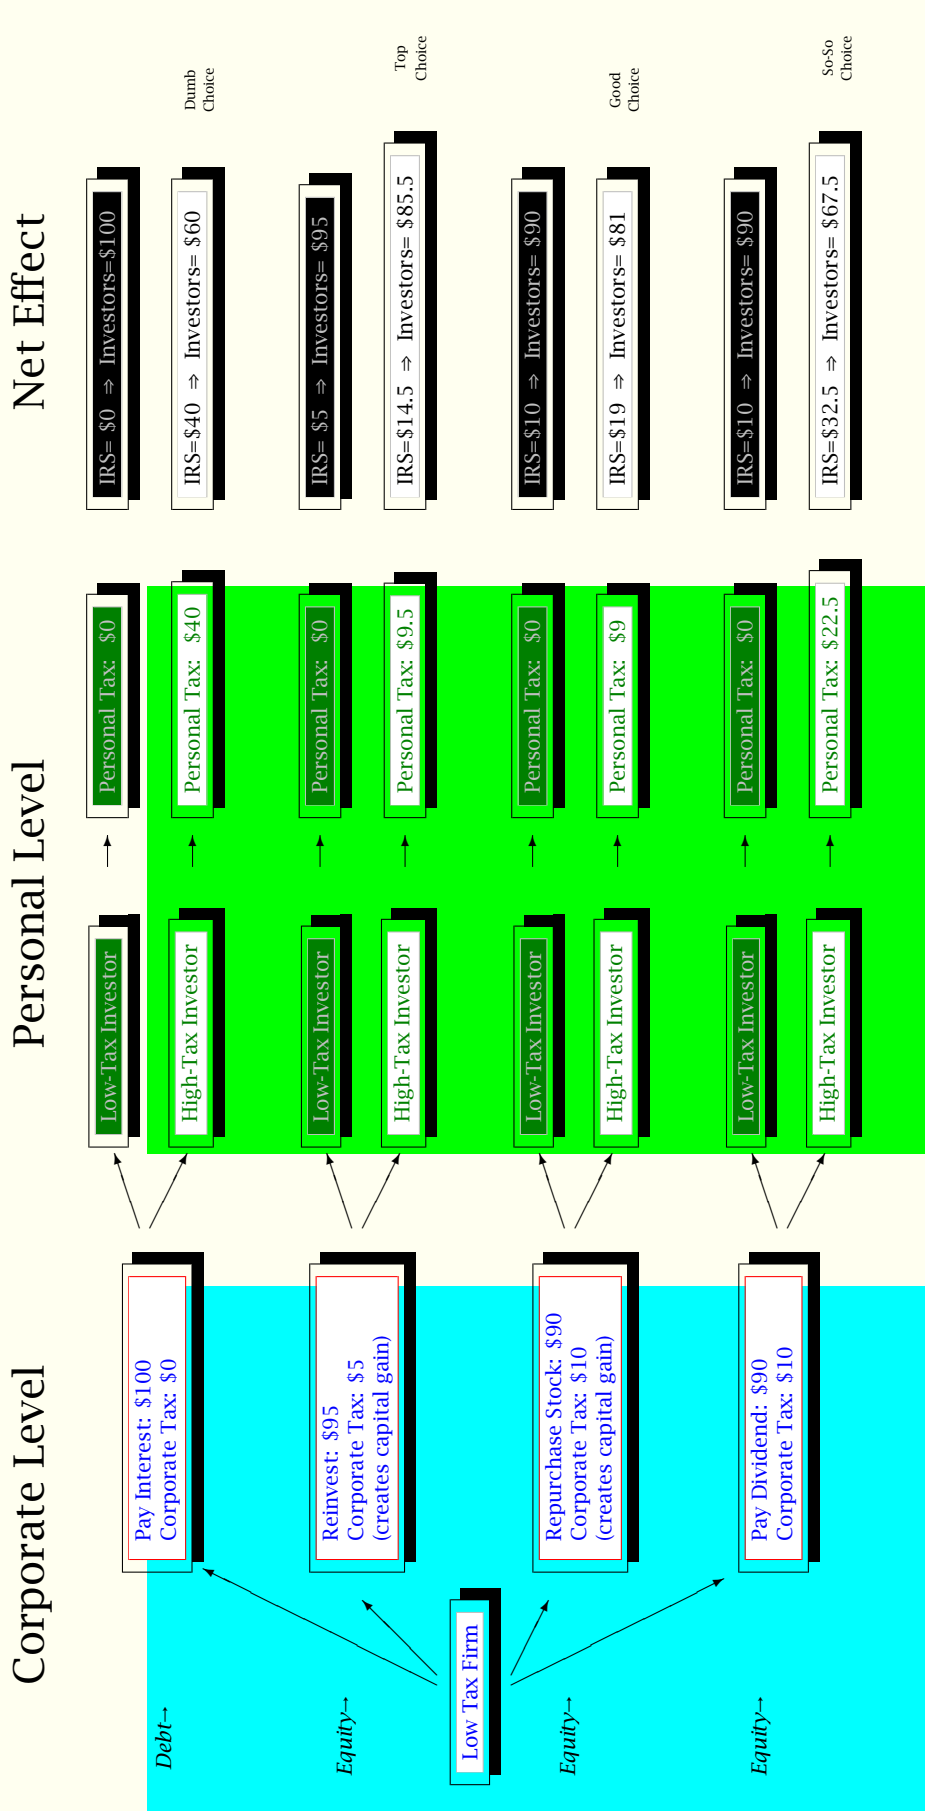 Corporate Level
Personal Level
Net Effect
Debt→
Pay Interest: $100
Corporate Tax: $0
Low-Tax Investor
Personal Tax: $0
IRS= $0 ⇒ Investors=$100
High-Tax Investor
Personal Tax: $40
IRS=$40 ⇒ Investors= $60
Dumb
Choice
Equity→
Reinvest: $95
Corporate Tax: $5
(creates capital gain)
Low-Tax Investor
Personal Tax: $0
IRS= $5 ⇒ Investors= $95
High-Tax Investor
Personal Tax: $9.5
IRS=$14.5 ⇒ Investors= $85.5
Top
Choice
Low Tax Firm
Equity→
Repurchase Stock: $90
Corporate Tax: $10
(creates capital gain)
Low-Tax Investor
Personal Tax: $0
IRS=$10 ⇒ Investors= $90
High-Tax Investor
Personal Tax: $9
IRS=$19 ⇒ Investors= $81
Good
Choice
Equity→
Pay Dividend: $90
Corporate Tax: $10
Low-Tax Investor
Personal Tax: $0
IRS=$10 ⇒ Investors= $90
High-Tax Investor
Personal Tax: $22.5
IRS=$32.5 ⇒ Investors= $67.5
So-So
Choice